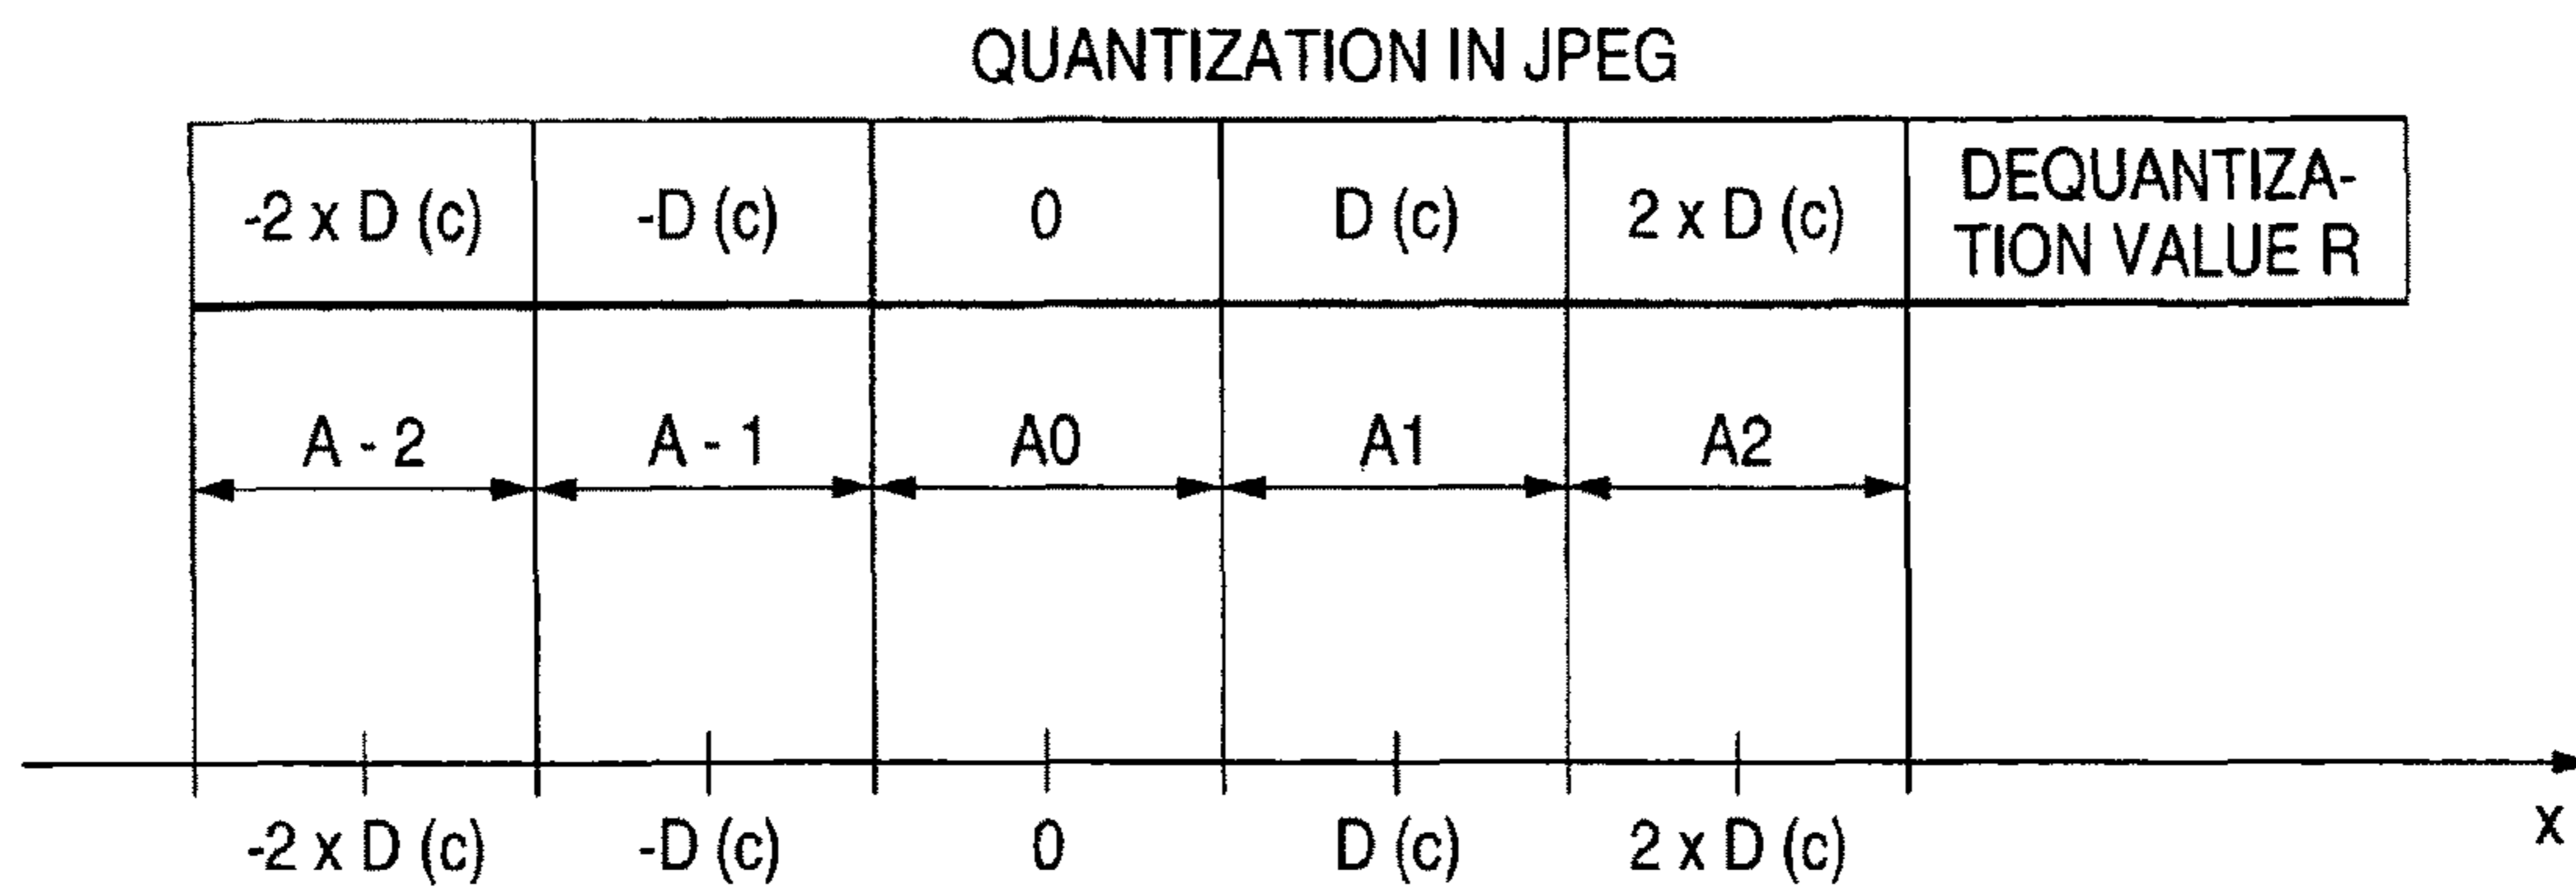 QUANTIZATION IN JPEG
-2 x D (c) -D (c) 0 D (c) 2 x D (c) DEQUANTIZA-
TION VALUE R
A - 2 A - 1 A0 A1 A2
-2 x D (c) -D (c) 0 D (c) 2 x D (c) x